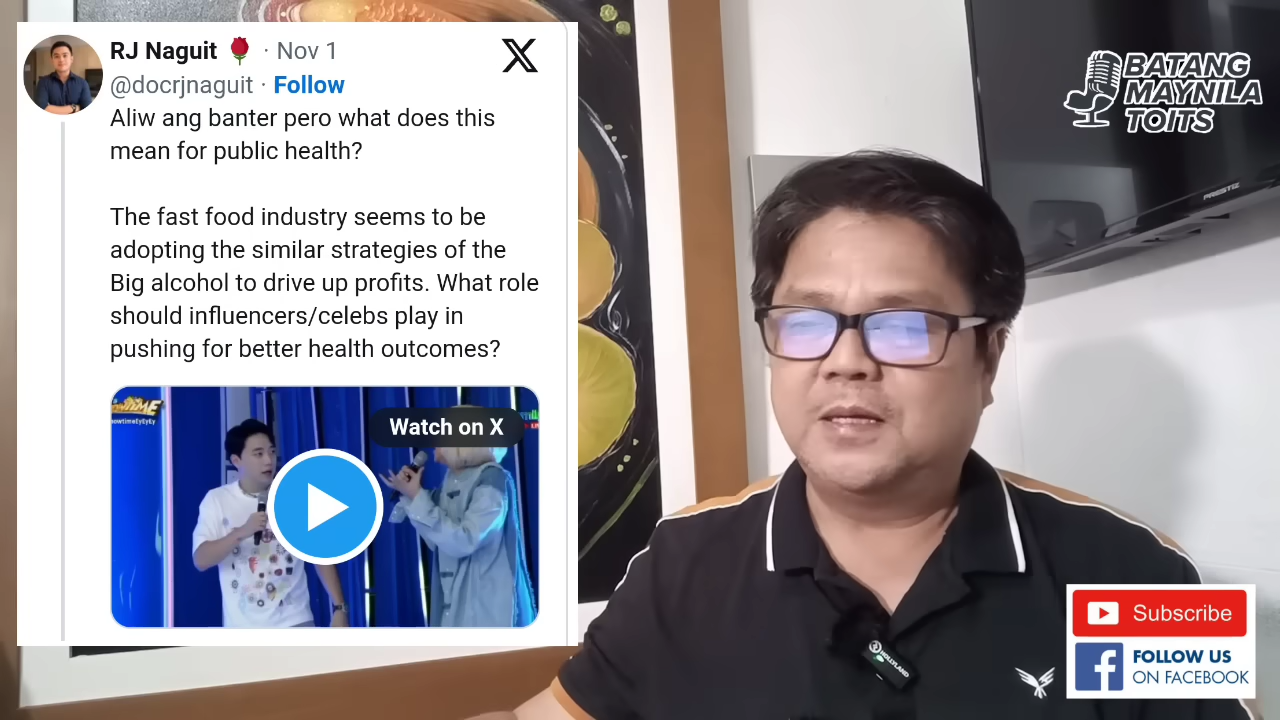 RJ Naguit 🌹 · Nov 1
@docrjnaguit · Follow
Aliw ang banter pero what does this
mean for public health?
The fast food industry seems to be
adopting the similar strategies of the
Big alcohol to drive up profits. What role
should influencers/celebs play in
pushing for better health outcomes?
Watch on X
BATANG
MAYNILA
TOITS
PRESTIZ
HOLLYLAND
Subscribe
FOLLOW US
ON FACEBOOK